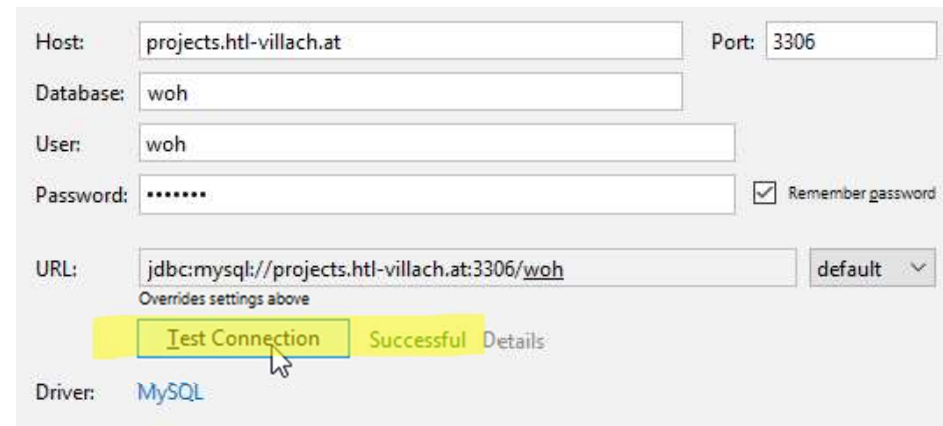 Host: projects.htl-villach.at Port: 3306
Database: woh
User: woh
Password: ••••••• Remember password
URL: jdbc:mysql://projects.htl-villach.at:3306/woh default
Overrides settings above
Test Connection Successful Details
Driver: MySQL